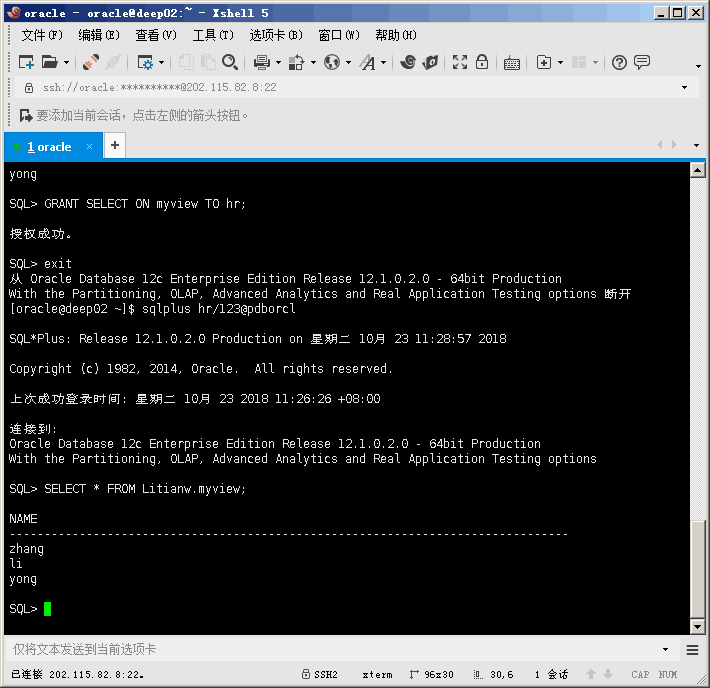 oracle - oracle@deep02:~ - Xshell 5
文件(F) 编辑(E) 查看(V) 工具(T) 选项卡(B) 窗口(W) 帮助(H)
ssh://oracle:**********@202.115.82.8:22
要添加当前会话，点击左侧的箭头按钮。
1 oracle × +
yong
SQL> GRANT SELECT ON myview TO hr;
授权成功。
SQL> exit
从 Oracle Database 12c Enterprise Edition Release 12.1.0.2.0 - 64bit Production
With the Partitioning, OLAP, Advanced Analytics and Real Application Testing options 断开
[oracle@deep02 ~]$ sqlplus hr/123@pdborcl
SQL*Plus: Release 12.1.0.2.0 Production on 星期二 10月 23 11:28:57 2018
Copyright (c) 1982, 2014, Oracle.  All rights reserved.
上次成功登录时间: 星期二 10月 23 2018 11:26:26 +08:00
连接到:
Oracle Database 12c Enterprise Edition Release 12.1.0.2.0 - 64bit Production
With the Partitioning, OLAP, Advanced Analytics and Real Application Testing options
SQL> SELECT * FROM Litianw.myview;
NAME
--------------------------------------------------------------------------------
zhang
li
yong
SQL>
仅将文本发送到当前选项卡
已连接 202.115.82.8:22。 SSH2 xterm 96x30 30,6 1 会话 CAP NUM